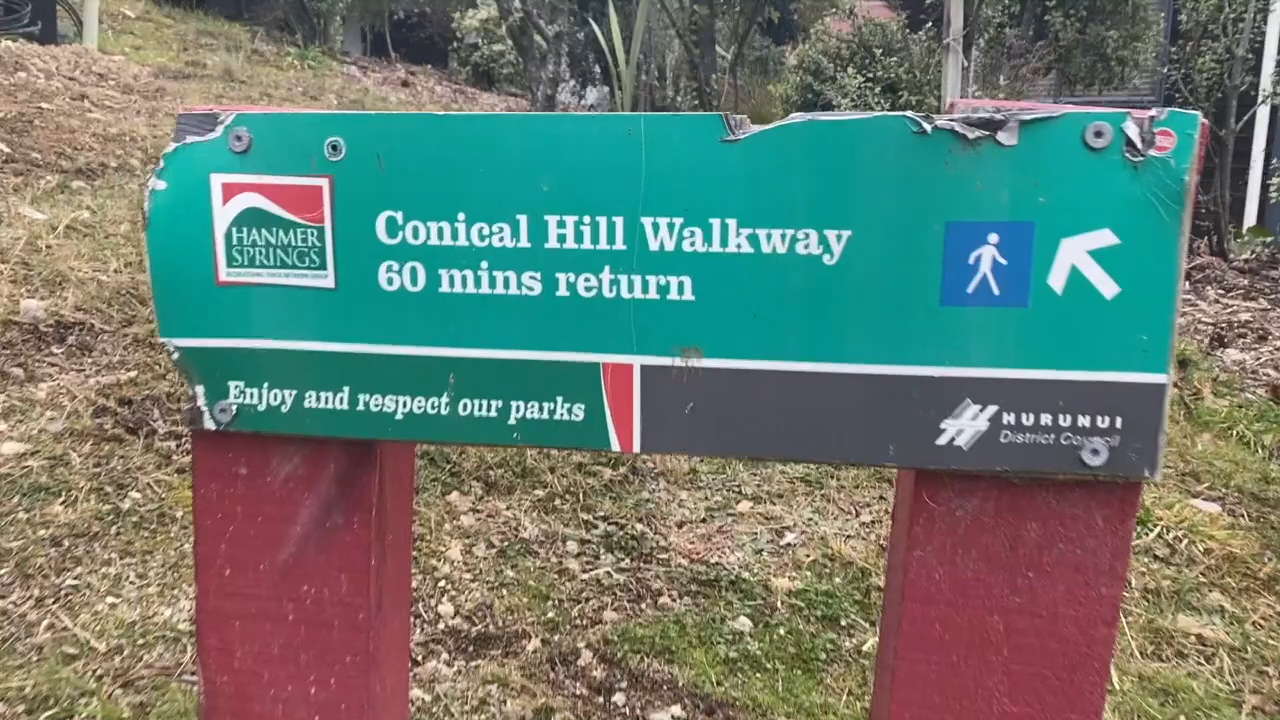 HANMER
SPRINGS
Conical Hill Walkway
60 mins return
Enjoy and respect our parks
HURUNUI
District Council